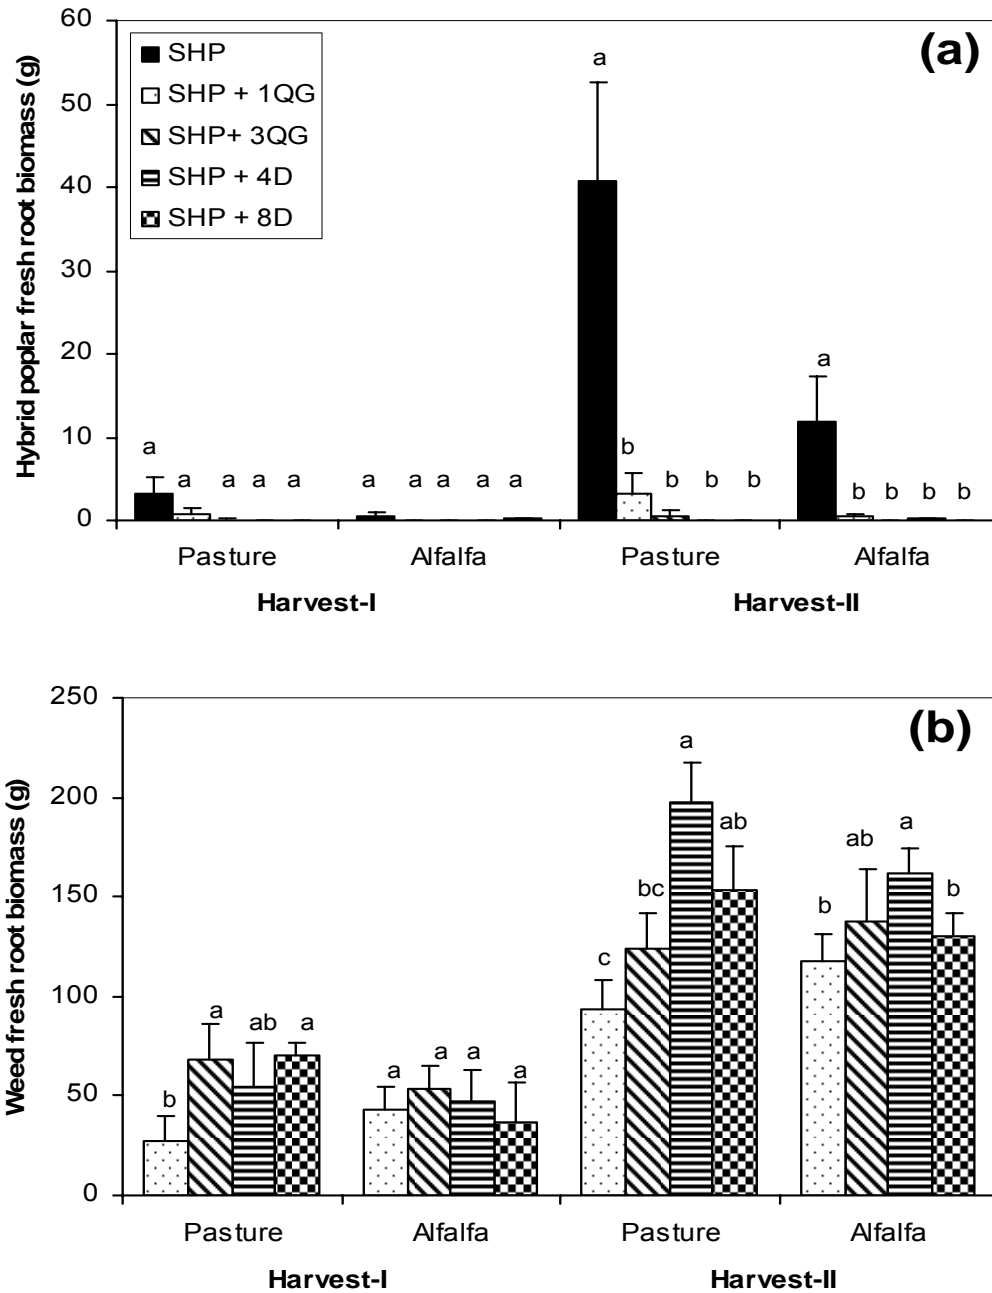 60
50
40
30
20
10
0
Hybrid poplar fresh root biomass (g)
(a)
SHP
SHP + 1QG
SHP+ 3QG
SHP + 4D
SHP + 8D
a a a a a a a a a a a b b b b a b b b b
Pasture Alfalfa Pasture Alfalfa
Harvest-I Harvest-II
250
200
150
100
50
0
Weed fresh root biomass (g)
(b)
b a ab a a a a a c bc a ab b ab a b
Pasture Alfalfa Pasture Alfalfa
Harvest-I Harvest-II